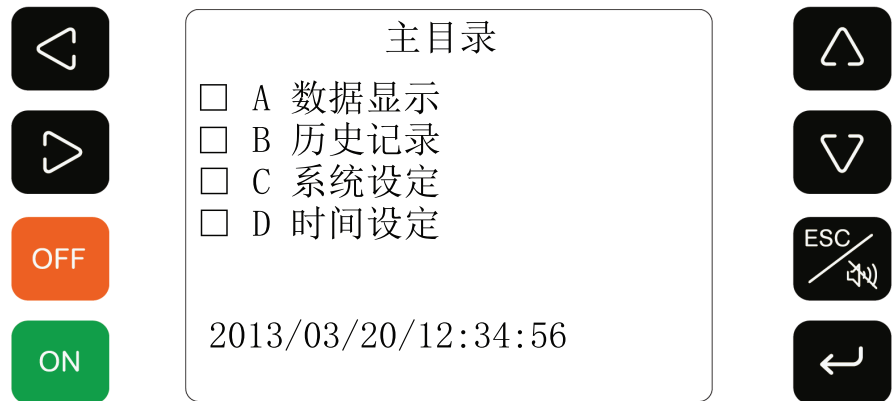 主目录
□ A 数据显示
□ B 历史记录
□ C 系统设定
□ D 时间设定
2013/03/20/12:34:56
OFF
ON
ESC